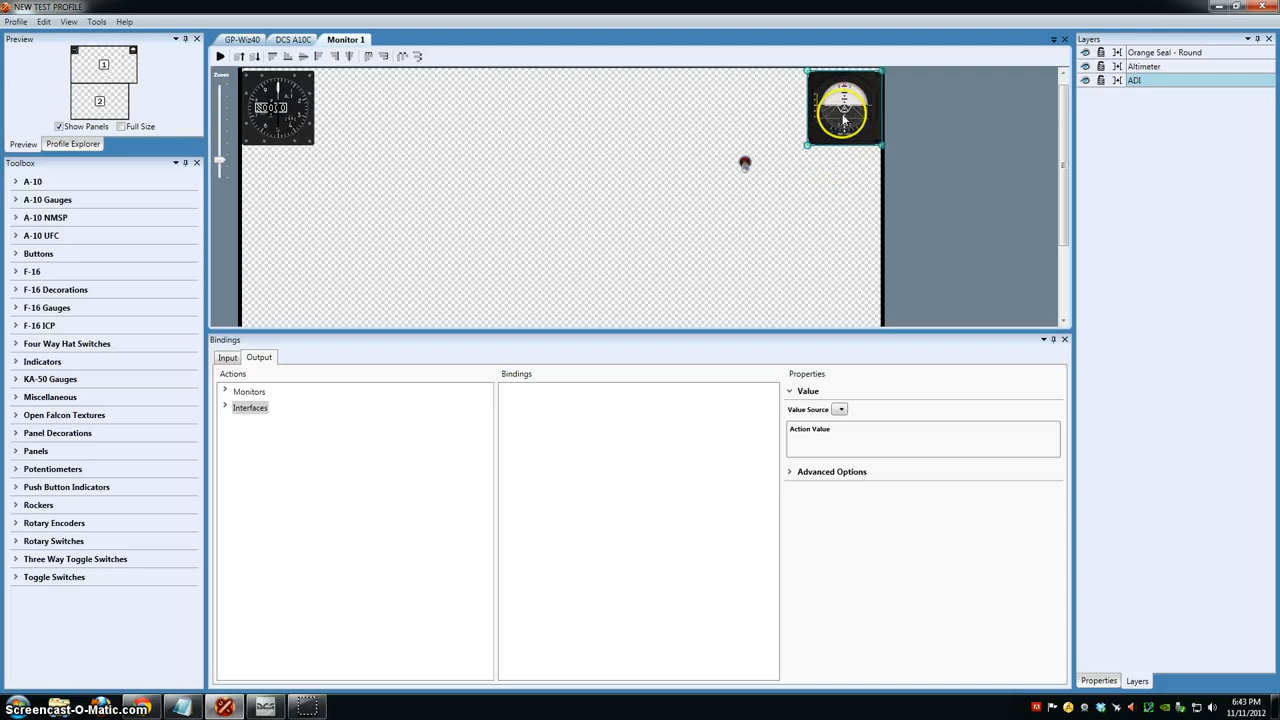 NEW TEST PROFILE
Profile Edit View Tools Help
Preview
1
2
Show Panels Full Size
Preview Profile Explorer
Toolbox
A-10
A-10 Gauges
A-10 NMSP
A-10 UFC
Buttons
F-16
F-16 Decorations
F-16 Gauges
F-16 ICP
Four Way Hat Switches
Indicators
KA-50 Gauges
Miscellaneous
Open Falcon Textures
Panel Decorations
Panels
Potentiometers
Push Button Indicators
Rockers
Rotary Encoders
Rotary Switches
Three Way Toggle Switches
Toggle Switches
GP-Wiz40 DCS A10C Monitor 1
Zoom
Bindings
Input Output
Actions
Monitors
Interfaces
Bindings
Properties
Value
Value Source
Action Value
Advanced Options
Layers
Orange Seal - Round
Altimeter
ADI
Properties Layers
DCS
Screencast-O-Matic.com
6:43 PM
11/11/2012